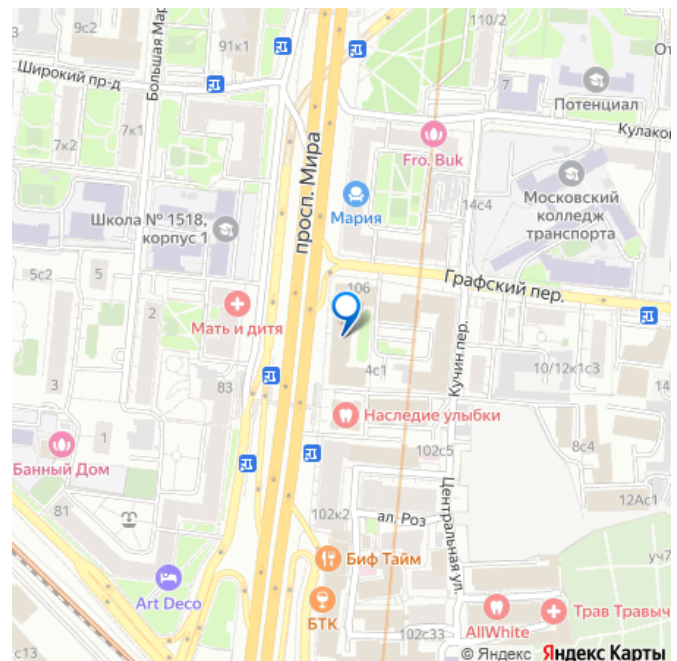 110/2
9с2
91к1
Широкий пр-д
Большая Мар
От
7
Потенциал
7к1
7к2
просп. Мира
Fro. Buk
Кулаков
Мария
14с4
Московский
колледж
транспорта
Школа № 1518,
корпус 1
5с2
5
Графский пер.
106
2
Мать и дитя
4с1
Кучин пер.
10/12к1с3
3
83
14
Наследие улыбки
1
102с5
8с4
Банный Дом
12Ас1
81
102к2
ал. Роз
Центральная ул.
уч7
Биф Тайм
Art Deco
БТК
AllWhite
Трав Травыч
с13
102с33
© Яндекс Яндекс Карты